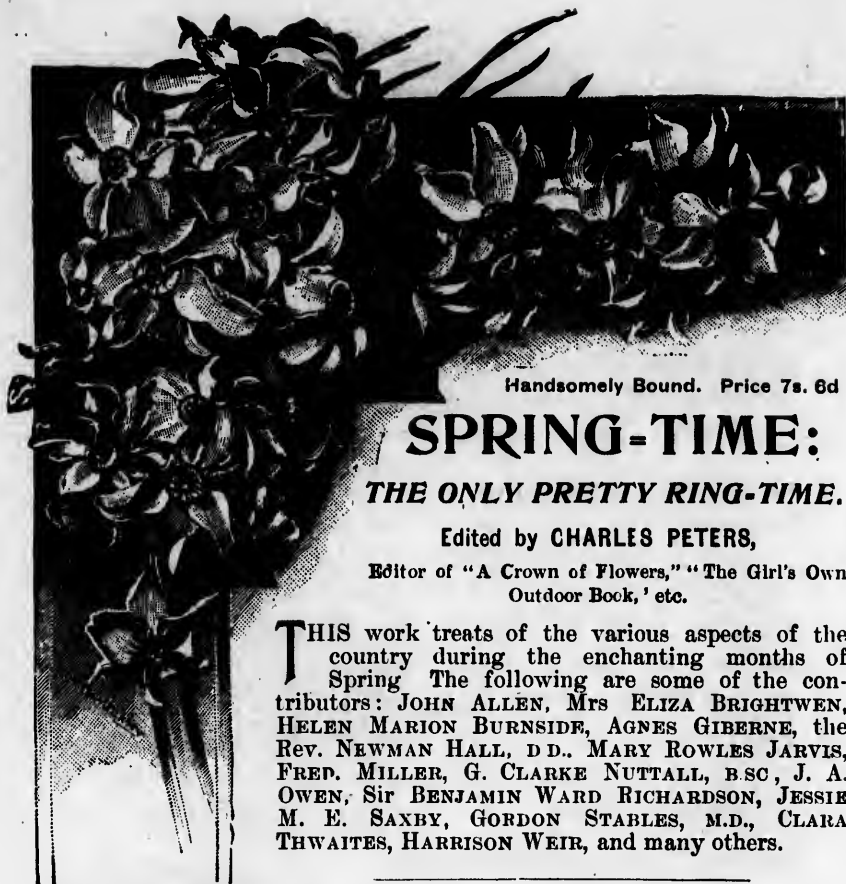 Handsomely Bound. Price 7s. 6d
SPRING-TIME:
THE ONLY PRETTY RING-TIME.
Edited by CHARLES PETERS,
Editor of "A Crown of Flowers," "The Girl's Own
Outdoor Book,' etc.
THIS work treats of the various aspects of the
country during the enchanting months of
Spring The following are some of the con-
tributors: JOHN ALLEN, Mrs ELIZA BRIGHTWEN,
HELEN MARION BURNSIDE, AGNES GIBERNE, the
Rev. NEWMAN HALL, D D., MARY ROWLES JARVIS,
FRED. MILLER, G. CLARKE NUTTALL, B.SC, J. A.
OWEN, Sir BENJAMIN WARD RICHARDSON, JESSIE
M. E. SAXBY, GORDON STABLES, M.D., CLARA
THWAITES, HARRISON WEIR, and many others.